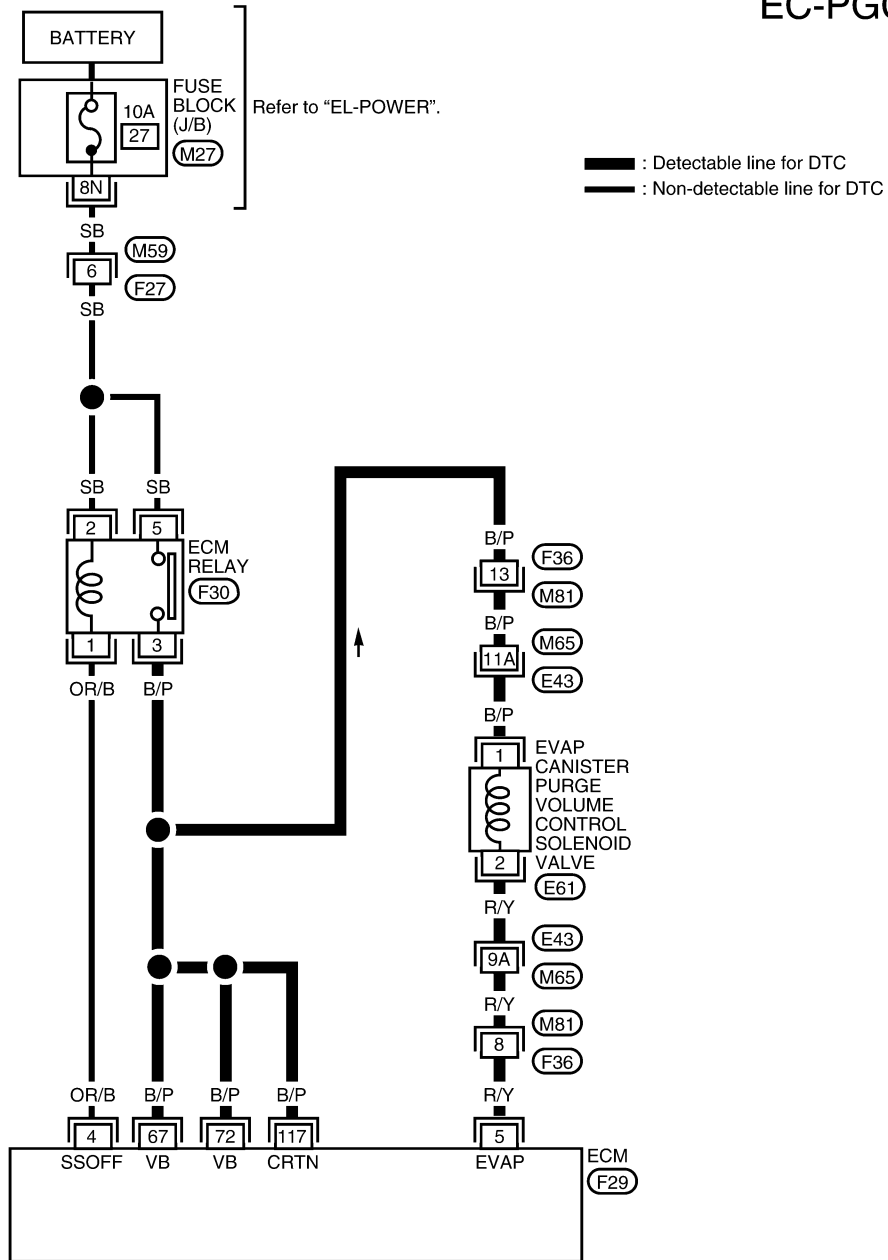 EC-PGC
BATTERY
FUSE
BLOCK
(J/B)
M27
10A
27
8N
Refer to “EL-POWER”.
: Detectable line for DTC
: Non-detectable line for DTC
SB
M59
6
F27
SB
SB
SB
2
5
ECM
RELAY
F30
1
3
OR/B
B/P
B/P
F36
13
M81
B/P
M65
11A
E43
B/P
1
EVAP
CANISTER
PURGE
VOLUME
CONTROL
SOLENOID
VALVE
2
E61
R/Y
E43
9A
M65
R/Y
M81
8
F36
OR/B
B/P
B/P
B/P
R/Y
4
67
72
117
5
SSOFF
VB
VB
CRTN
EVAP
ECM
F29